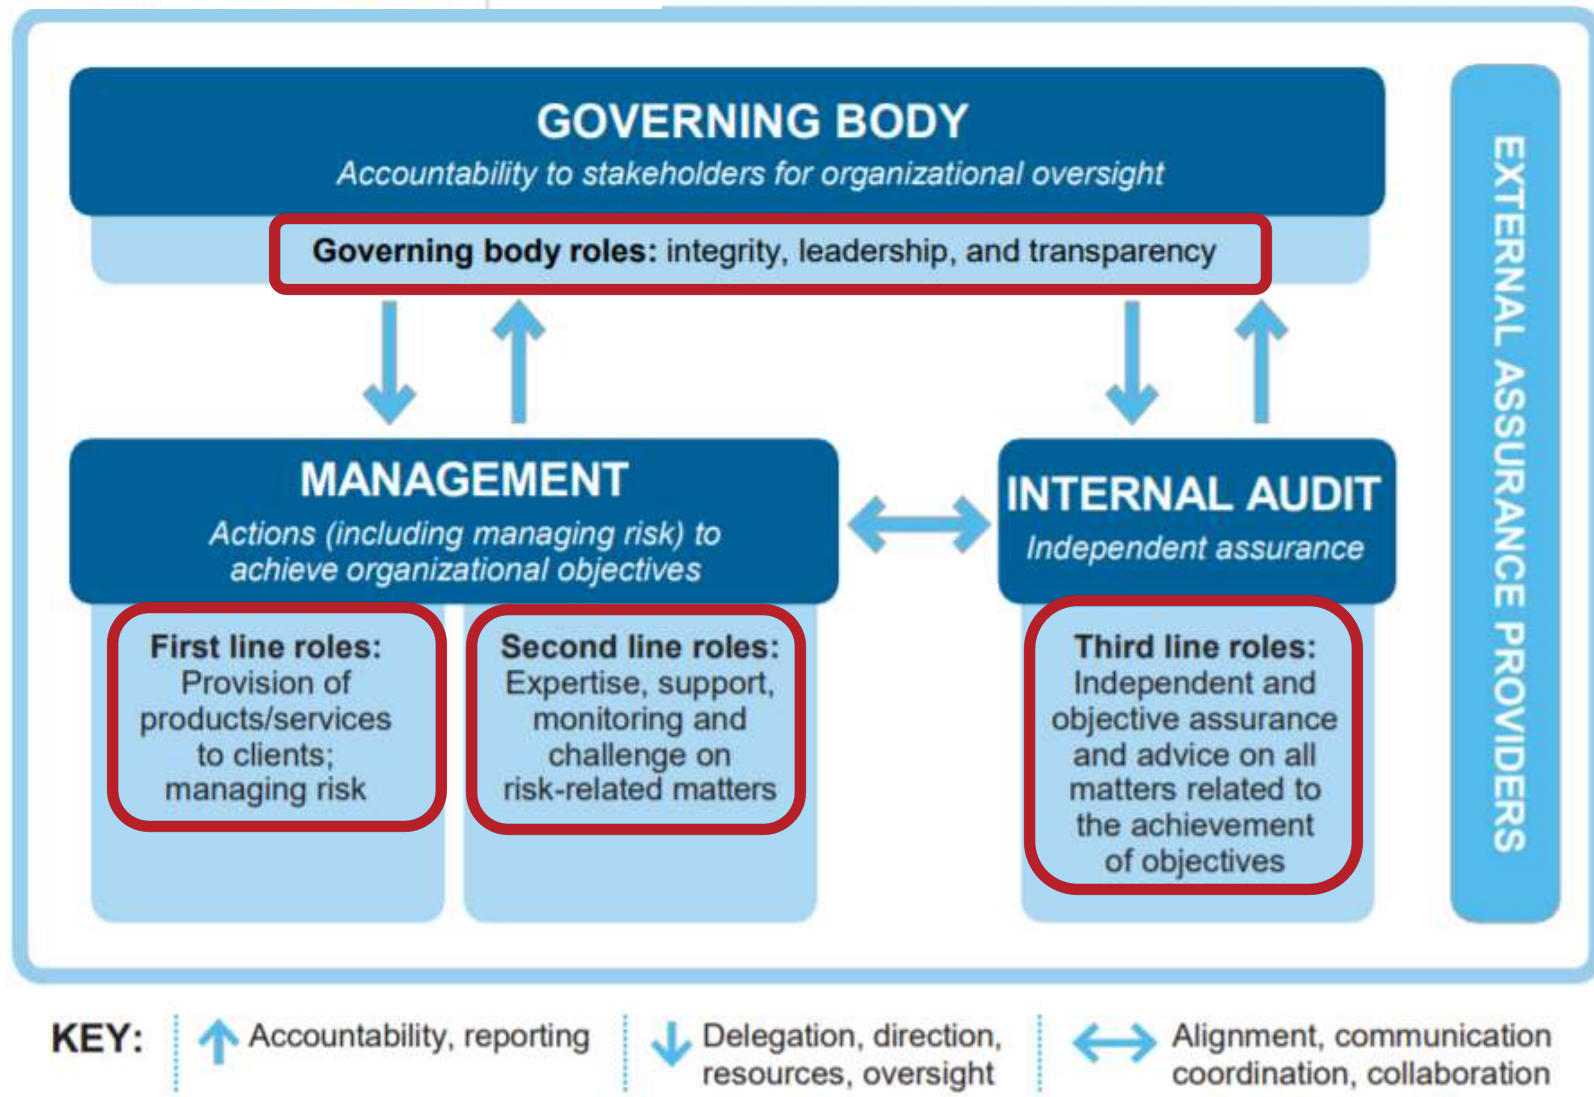 GOVERNING BODY
Accountability to stakeholders for organizational oversight
Governing body roles: integrity, leadership, and transparency
MANAGEMENT
Actions (including managing risk) to
achieve organizational objectives
First line roles:
Provision of
products/services
to clients;
managing risk
Second line roles:
Expertise, support,
monitoring and
challenge on
risk-related matters
INTERNAL AUDIT
Independent assurance
Third line roles:
Independent and
objective assurance
and advice on all
matters related to
the achievement
of objectives
EXTERNAL ASSURANCE PROVIDERS
KEY:
Accountability, reporting
Delegation, direction,
resources, oversight
Alignment, communication
coordination, collaboration